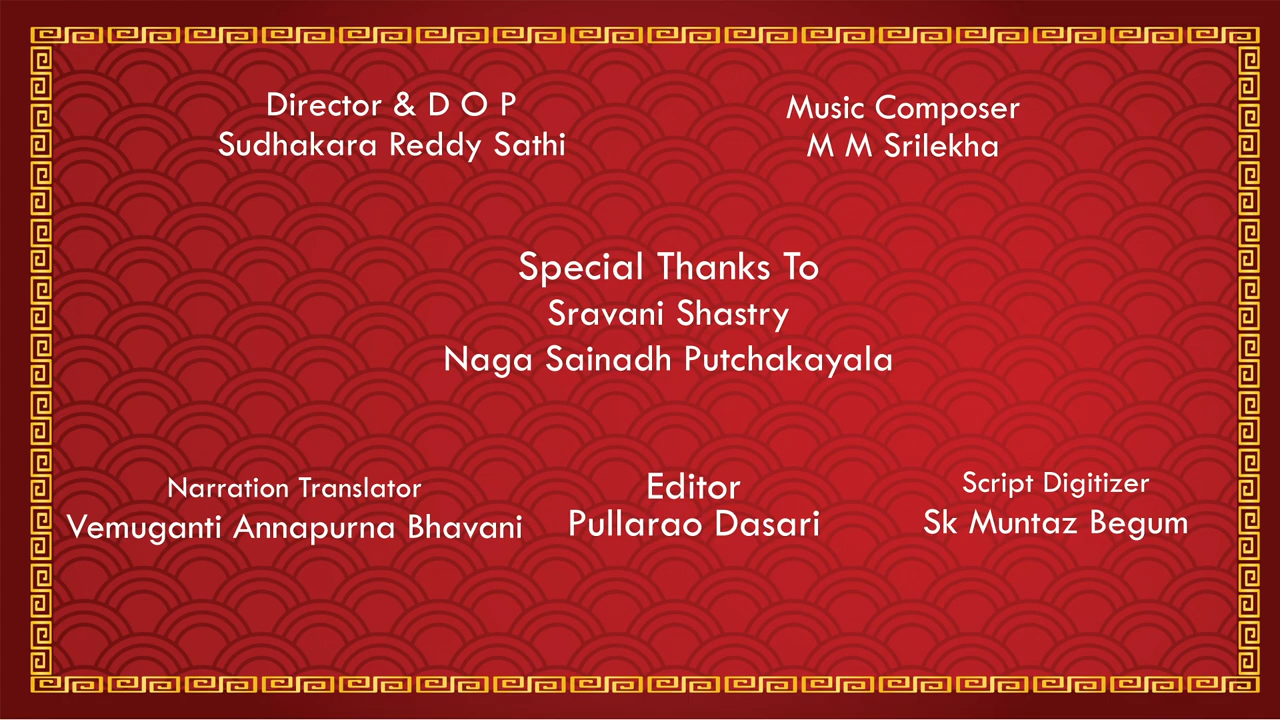 Director & D O P
Sudhakara Reddy Sathi
Music Composer
M M Srilekha
Special Thanks To
Sravani Shastry
Naga Sainadh Putchakayala
Narration Translator
Vemuganti Annapurna Bhavani
Editor
Pullarao Dasari
Script Digitizer
Sk Muntaz Begum